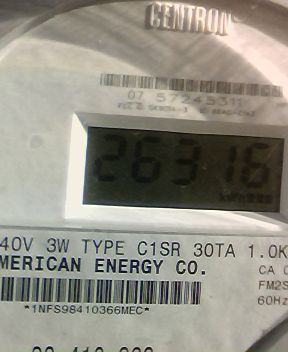 CENTRON
07 57245311
26316
40V 3W TYPE C1SR 30TA 1.0K
MERICAN ENERGY CO.
CA
FM2S
60Hz
*1NFS98410366MEC*